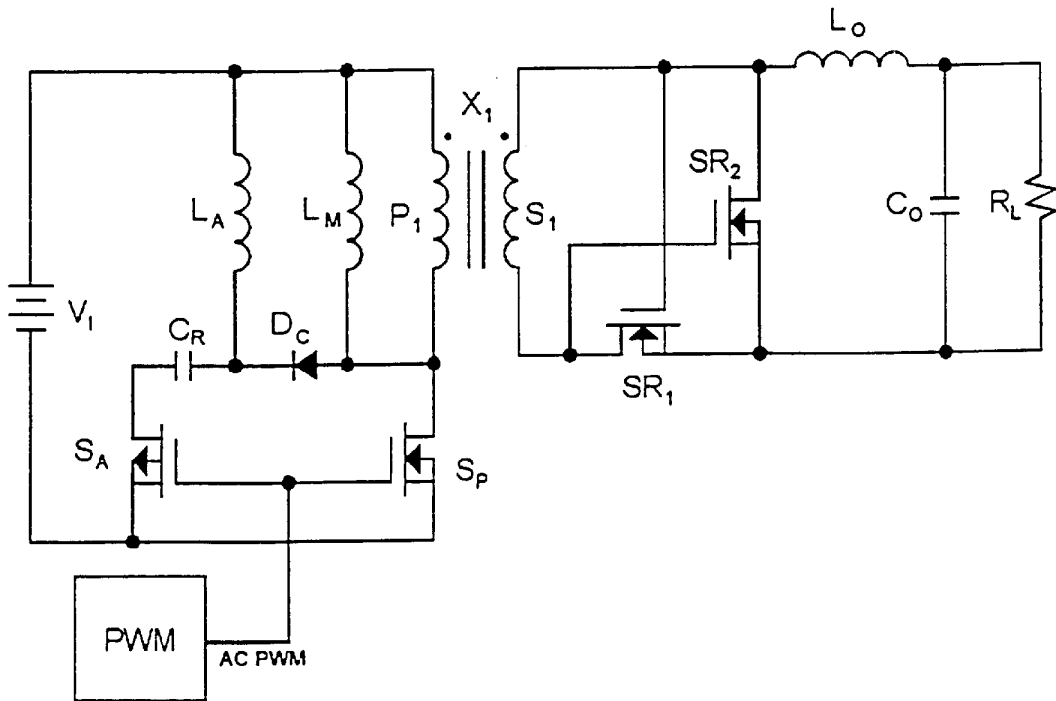 L_O
X_1
SR_2
L_A
L_M
P_1
S_1
C_O
R_L
V_I
C_R
D_C
SR_1
S_A
S_P
PWM
AC PWM